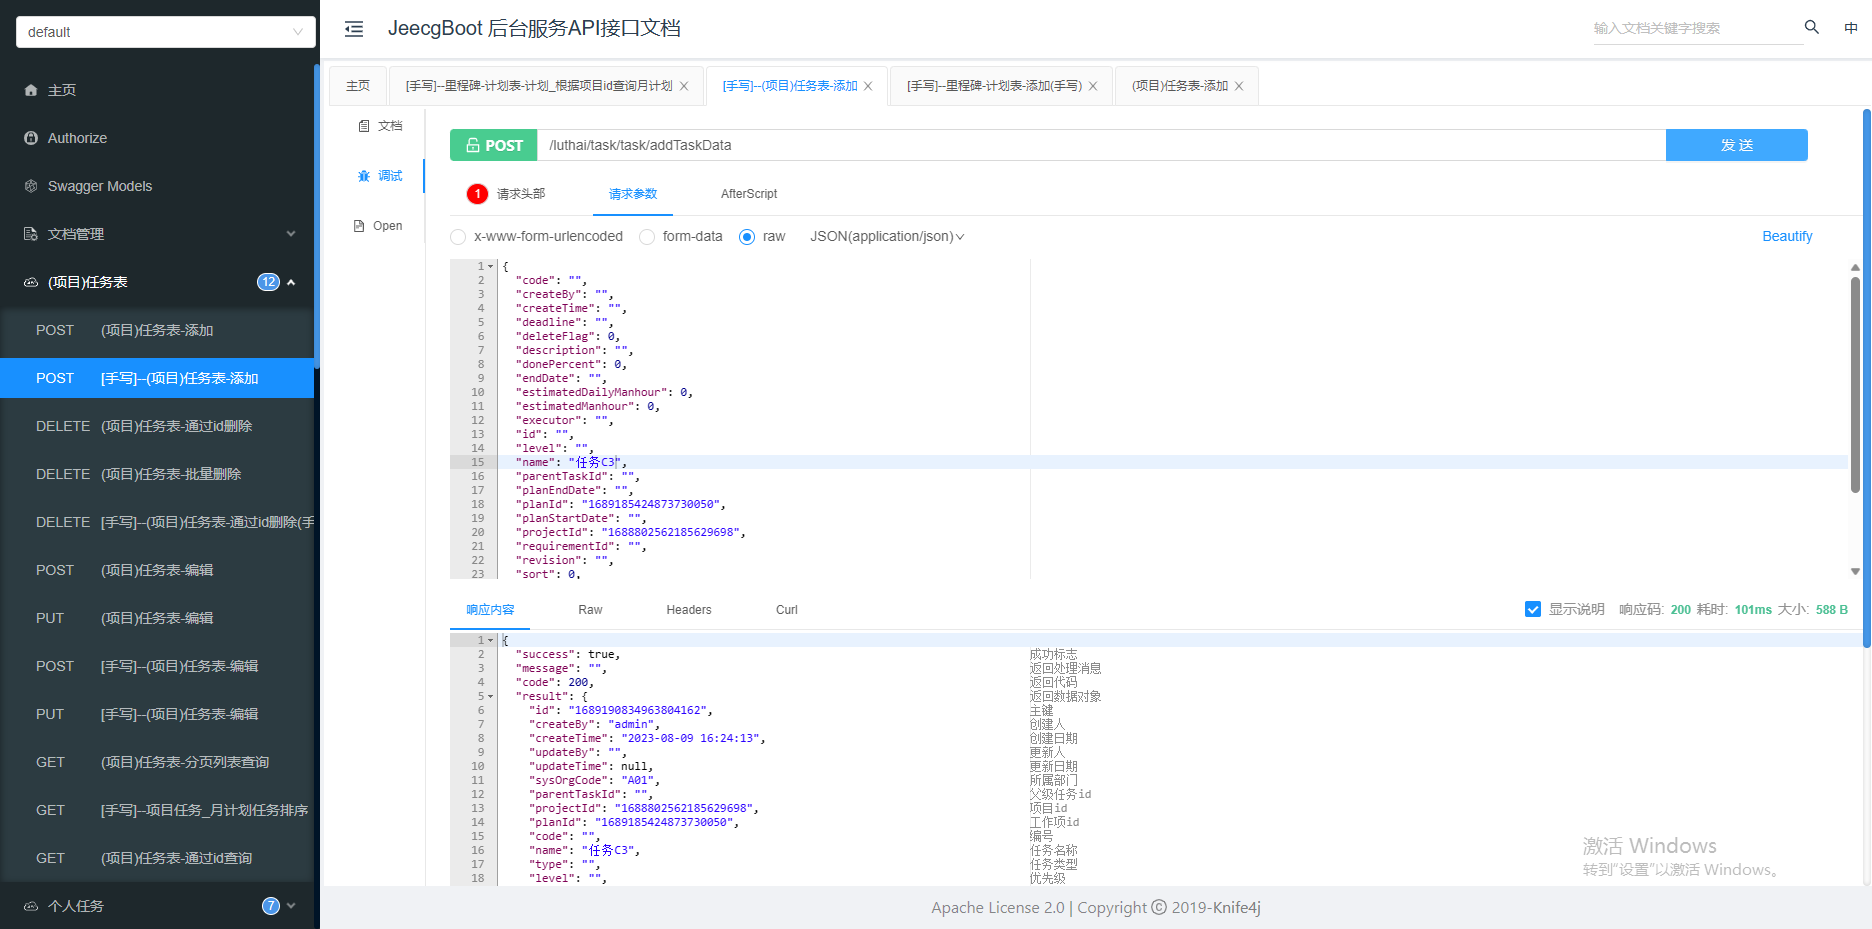 default
主页
Authorize
Swagger Models
文档管理
(项目)任务表 12
POST (项目)任务表-添加
POST [手写]--(项目)任务表-添加
DELETE (项目)任务表-通过id删除
DELETE (项目)任务表-批量删除
DELETE [手写]--(项目)任务表-通过id删除(手
POST (项目)任务表-编辑
PUT (项目)任务表-编辑
POST [手写]--(项目)任务表-编辑
PUT [手写]--(项目)任务表-编辑
GET (项目)任务表-分页列表查询
GET [手写]--项目任务_月计划任务排序
GET (项目)任务表-通过id查询
个人任务 7
JeecgBoot 后台服务API接口文档
输入文档关键字搜索 中
主页 [手写]--里程碑-计划表-计划_根据项目id查询月计划 [手写]--(项目)任务表-添加 [手写]--里程碑-计划表-添加(手写) (项目)任务表-添加
文档
调试
Open
POST /luthai/task/task/addTaskData 发 送
1 请求头部 请求参数 AfterScript
x-www-form-urlencoded form-data raw JSON(application/json) Beautify
1 {
2 "code": "",
3 "createBy": "",
4 "createTime": "",
5 "deadline": "",
6 "deleteFlag": 0,
7 "description": "",
8 "donePercent": 0,
9 "endDate": "",
10 "estimatedDailyManhour": 0,
11 "estimatedManhour": 0,
12 "executor": "",
13 "id": "",
14 "level": "",
15 "name": "任务C3",
16 "parentTaskId": "",
17 "planEndDate": "",
18 "planId": "1689185424873730050",
19 "planStartDate": "",
20 "projectId": "1688802562185629698",
21 "requirementId": "",
22 "revision": "",
23 "sort": 0,
响应内容 Raw Headers Curl 显示说明 响应码: 200 耗时: 101ms 大小: 588 B
1 {
2 "success": true, 成功标志
3 "message": "", 返回处理消息
4 "code": 200, 返回代码
5 "result": { 返回数据对象
6 "id": "1689190834963804162", 主键
7 "createBy": "admin", 创建人
8 "createTime": "2023-08-09 16:24:13", 创建日期
9 "updateBy": "", 更新人
10 "updateTime": null, 更新日期
11 "sysOrgCode": "A01", 所属部门
12 "parentTaskId": "", 父级任务id
13 "projectId": "1688802562185629698", 项目id
14 "planId": "1689185424873730050", 工作项id
15 "code": "", 编号
16 "name": "任务C3", 任务名称
17 "type": "", 任务类型
18 "level": "", 优先级
激活 Windows
转到"设置"以激活 Windows。
Apache License 2.0 | Copyright © 2019-Knife4j